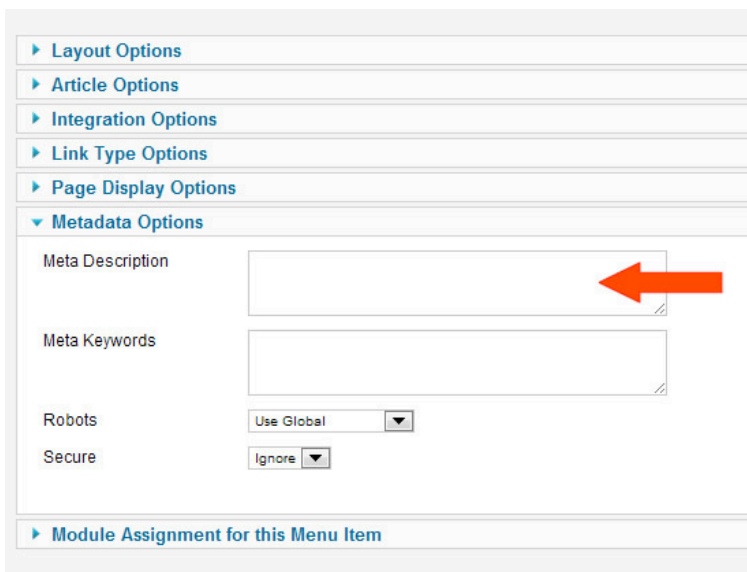 Layout Options
Article Options
Integration Options
Link Type Options
Page Display Options
Metadata Options
Meta Description
Meta Keywords
Robots Use Global
Secure Ignore
Module Assignment for this Menu Item